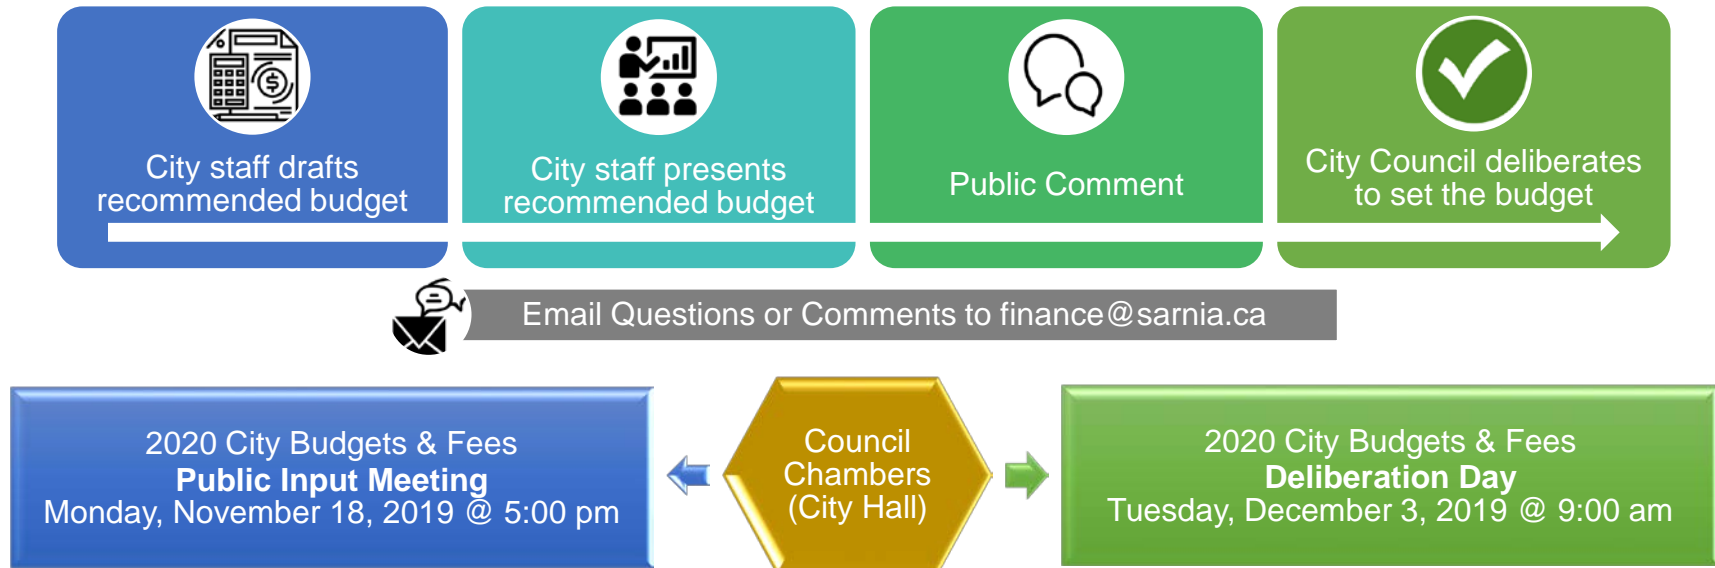 City staff drafts
recommended budget
City staff presents
recommended budget
Public Comment
City Council deliberates
to set the budget
Email Questions or Comments to finance@sarnia.ca
2020 City Budgets & Fees
Public Input Meeting
Monday, November 18, 2019 @ 5:00 pm
Council
Chambers
(City Hall)
2020 City Budgets & Fees
Deliberation Day
Tuesday, December 3, 2019 @ 9:00 am